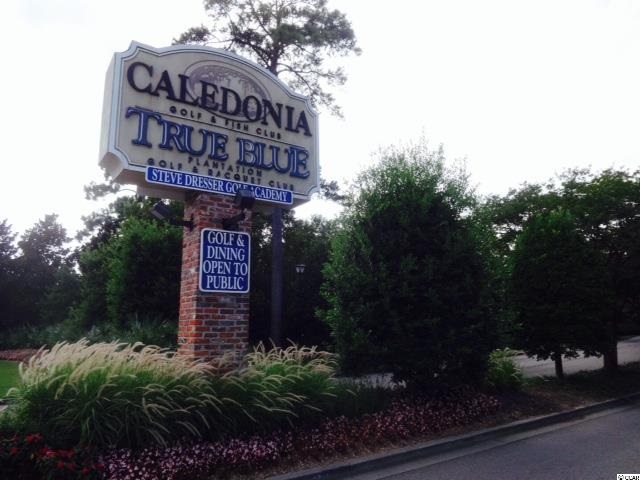 CALEDONIA
GOLF & FISH CLUB
TRUE BLUE
PLANTATION
GOLF & RACQUET CLUB
STEVE DRESSER GOLF ACADEMY
GOLF &
DINING
OPEN TO
PUBLIC